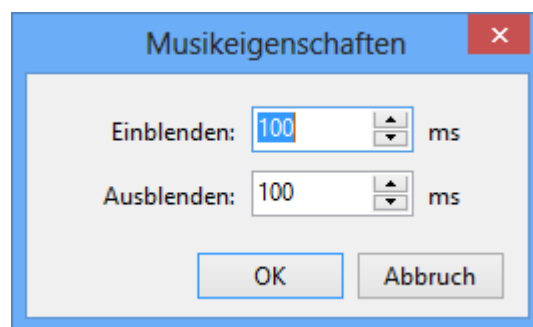 Musikeigenschaften
Einblenden: 100 ms
Ausblenden: 100 ms
OK Abbruch